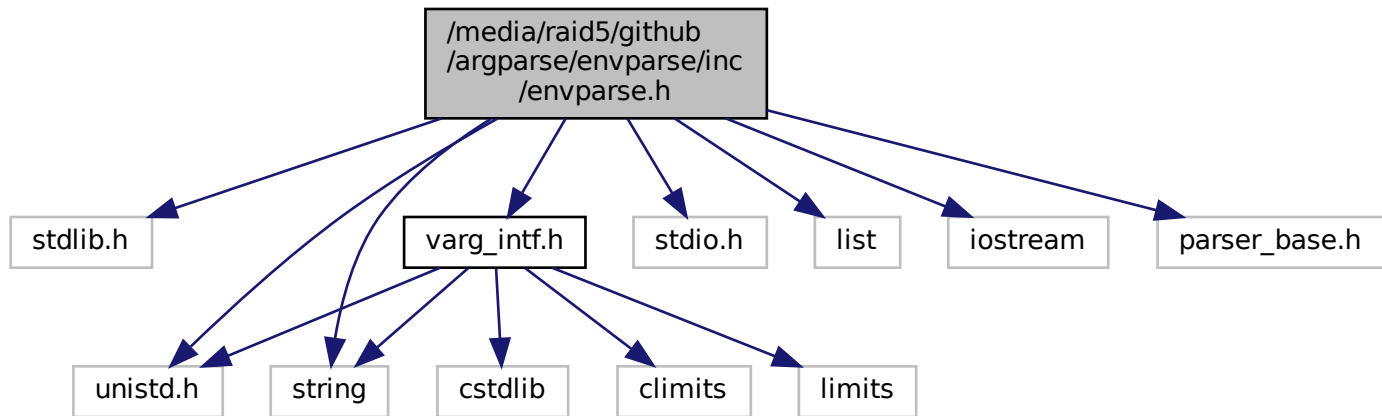 /media/raid5/github
/argparse/envparse/inc
/envparse.h
stdlib.h
varg_intf.h
stdio.h
list
iostream
parser_base.h
unistd.h
string
cstdlib
climits
limits